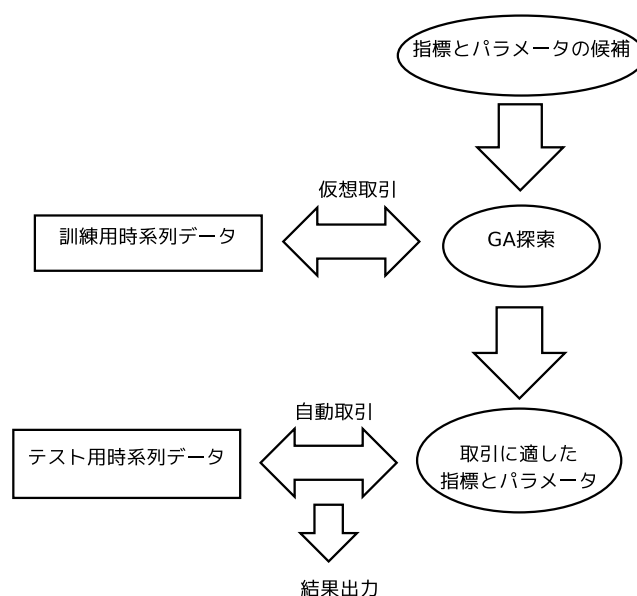 指標とパラメータの候補
仮想取引
訓練用時系列データ
GA探索
自動取引
テスト用時系列データ
取引に適した
指標とパラメータ
結果出力